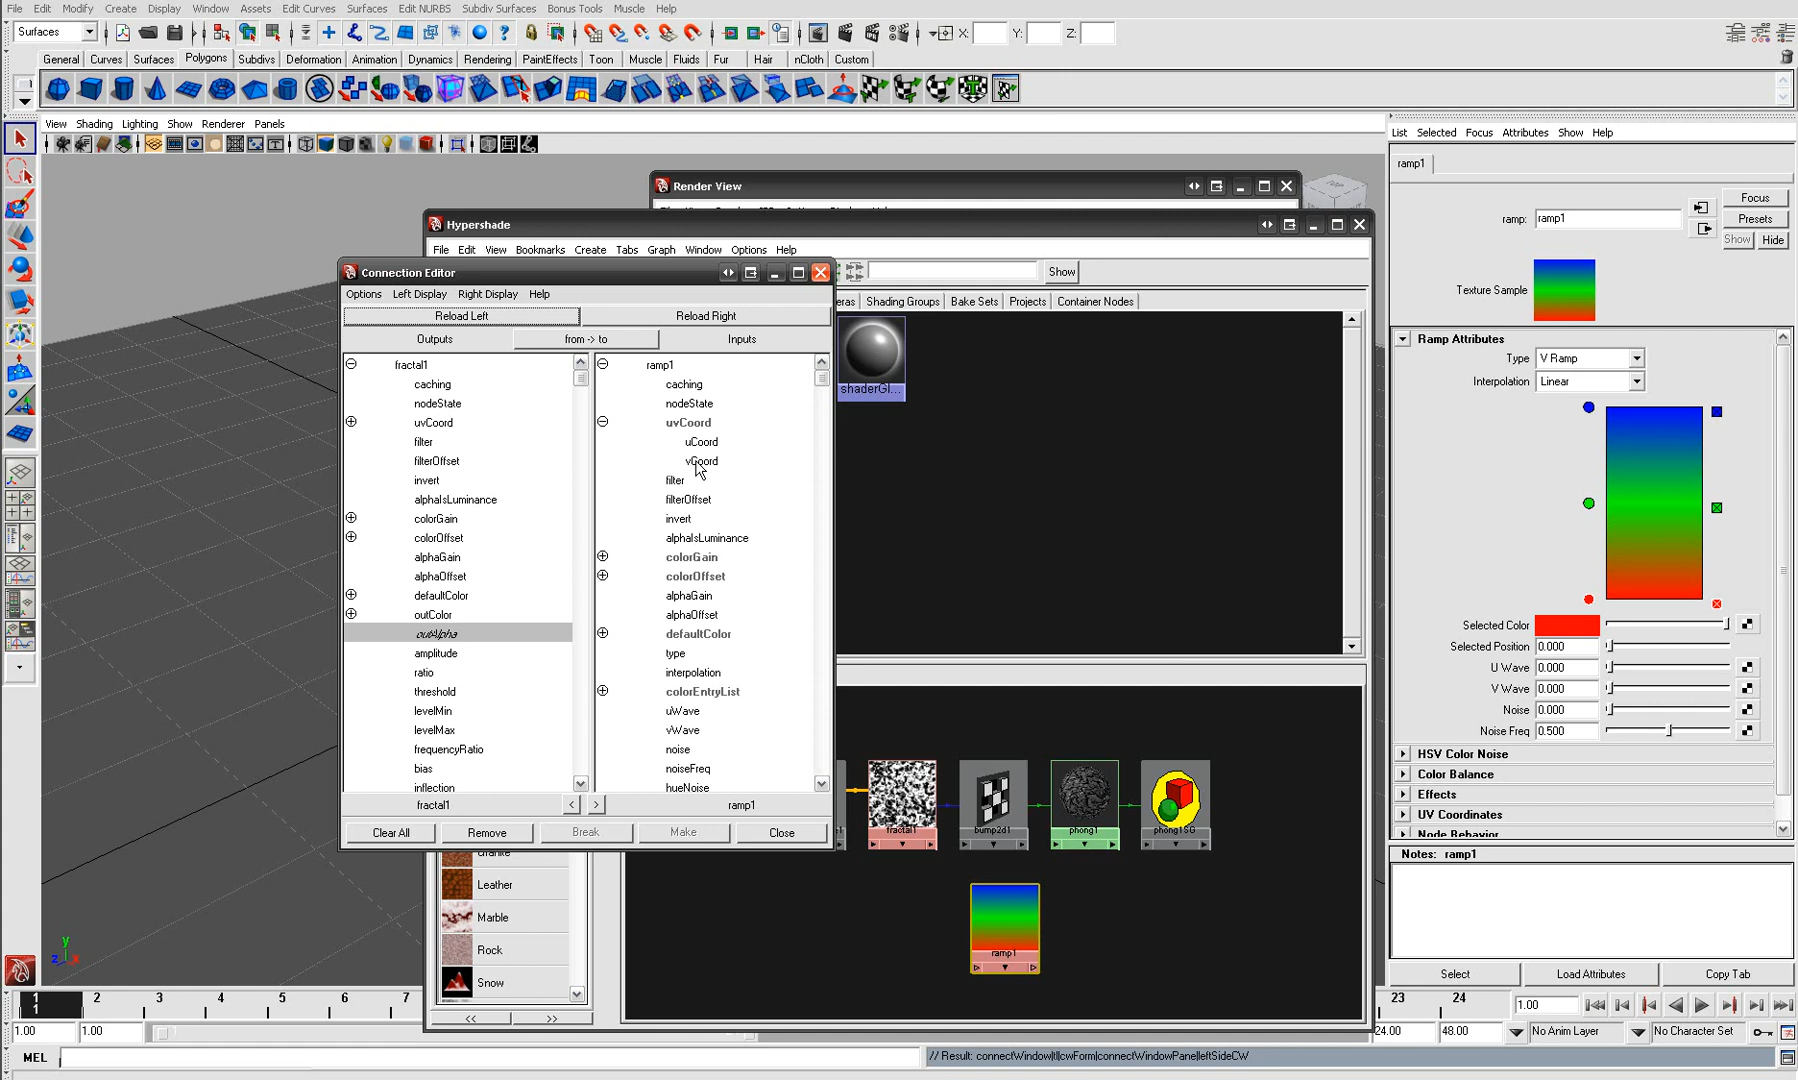 File Edit Modify Create Display Window Assets Edit Curves Surfaces Edit NURBS Subdiv Surfaces Bonus Tools Muscle Help
Surfaces X: Y: Z:
General Curves Surfaces Polygons Subdivs Deformation Animation Dynamics Rendering PaintEffects Toon Muscle Fluids Fur Hair nCloth Custom
View Shading Lighting Show Renderer Panels
List Selected Focus Attributes Show Help
ramp1
Render View
Hypershade
File Edit View Bookmarks Create Tabs Graph Window Options Help
Show
Shading Groups Bake Sets Projects Container Nodes
shaderGl...
Connection Editor
Options Left Display Right Display Help
Reload Left Reload Right
Outputs from -> to Inputs
fractal1
caching
nodeState
uvCoord
filter
filterOffset
invert
alphaIsLuminance
colorGain
colorOffset
alphaGain
alphaOffset
defaultColor
outColor
outAlpha
amplitude
ratio
threshold
levelMin
levelMax
frequencyRatio
bias
inflection
fractal1
ramp1
caching
nodeState
uvCoord
uCoord
vCoord
filter
filterOffset
invert
alphaIsLuminance
colorGain
colorOffset
alphaGain
alphaOffset
defaultColor
type
interpolation
colorEntryList
uWave
vWave
noise
noiseFreq
hueNoise
< > ramp1
Clear All Remove Break Make Close
Leather
Marble
Rock
Snow
<< >>
fractal1 bump2d1 phong1 phong1SG
ramp1
ramp: ramp1
Focus
Presets
Show Hide
Texture Sample
Ramp Attributes
Type V Ramp
Interpolation Linear
Selected Color
Selected Position 0.000
U Wave 0.000
V Wave 0.000
Noise 0.000
Noise Freq 0.500
HSV Color Noise
Color Balance
Effects
UV Coordinates
Node Behavior
Notes: ramp1
Select Load Attributes Copy Tab
y
z x
1 2 3 4 5 6 7 23 24 1.00
1
1.00 1.00 24.00 48.00 No Anim Layer No Character Set
MEL // Result: connectWindow|tl|cwForm|connectWindowPane|leftSideCW